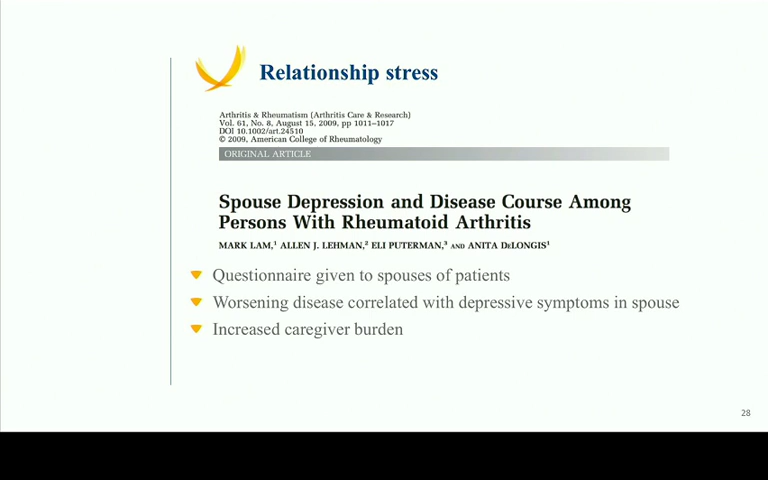 Relationship stress
Arthritis & Rheumatism (Arthritis Care & Research)
Vol. 61, No. 8, August 15, 2009, pp 1011–1017
DOI 10.1002/art.24510
© 2009, American College of Rheumatology
ORIGINAL ARTICLE
Spouse Depression and Disease Course Among
Persons With Rheumatoid Arthritis
MARK LAM,¹ ALLEN J. LEHMAN,² ELI PUTERMAN,³ AND ANITA DeLONGIS¹
Questionnaire given to spouses of patients
Worsening disease correlated with depressive symptoms in spouse
Increased caregiver burden
28